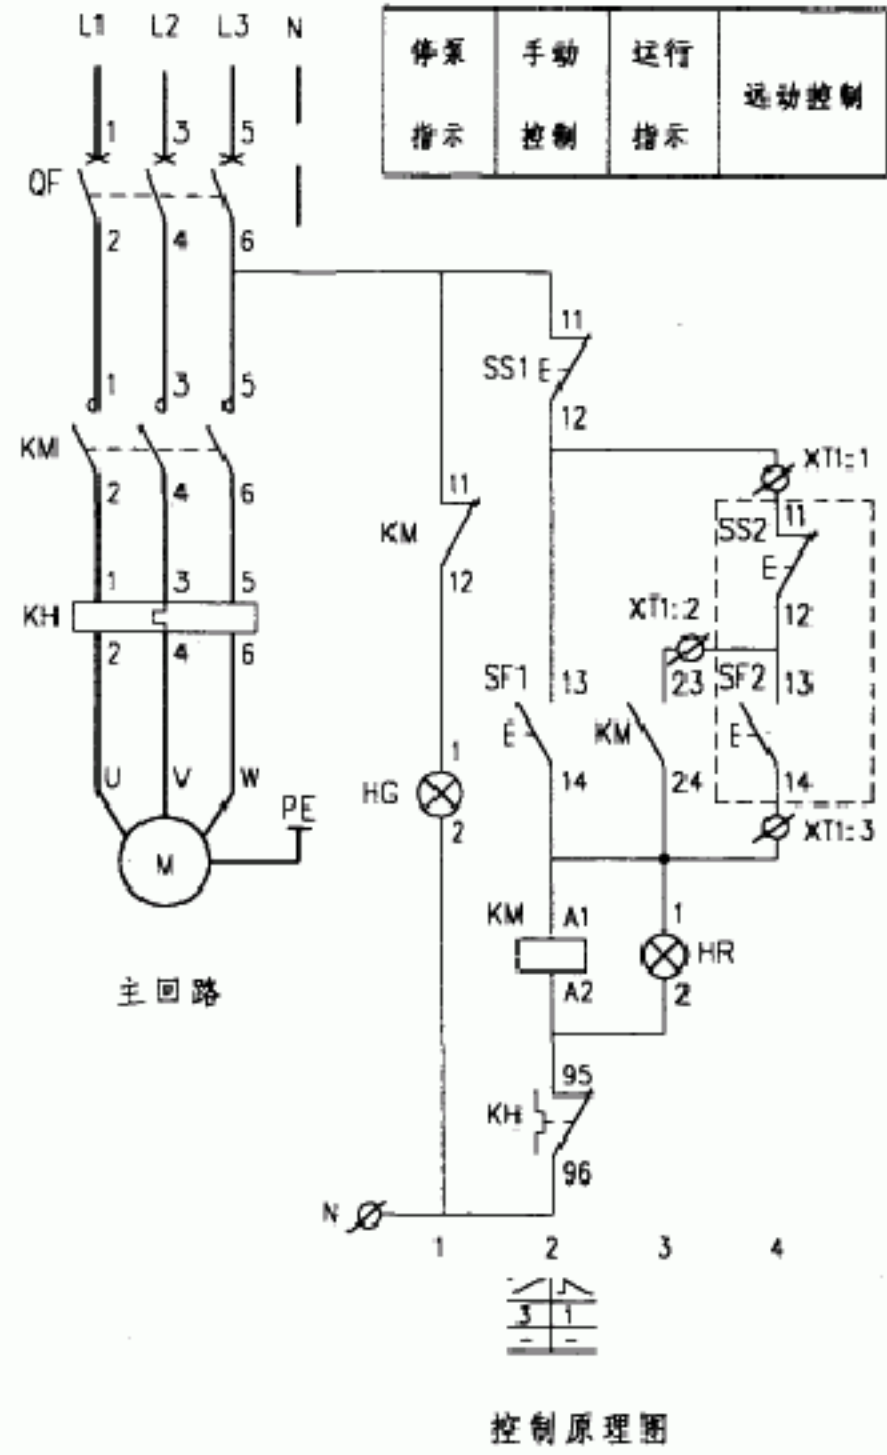 L1 L2 L3 N
停泵 手动 运行 远动控制
指示 控制 指示
1 3 5
QF
2 4 6
11
SS1 E
12
1 3 5
XT1::1
KM
2 4 6
11
KM
12
11
SS2
E
12
1 3 5
KH
2 4 6
XT1::2
SF1 13 23 SF2 13
E KM E
14 24 14
U V W
1
HG
2
PE
XT1::3
M
KM A1 1
HR
A2 2
主回路
95
KH
96
N
1 2 3 4
3 1
- -
控制原理图